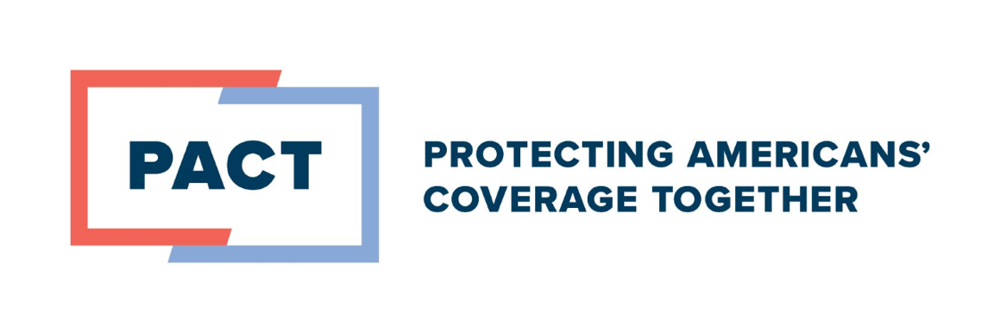 PACT
PROTECTING AMERICANS’
COVERAGE TOGETHER